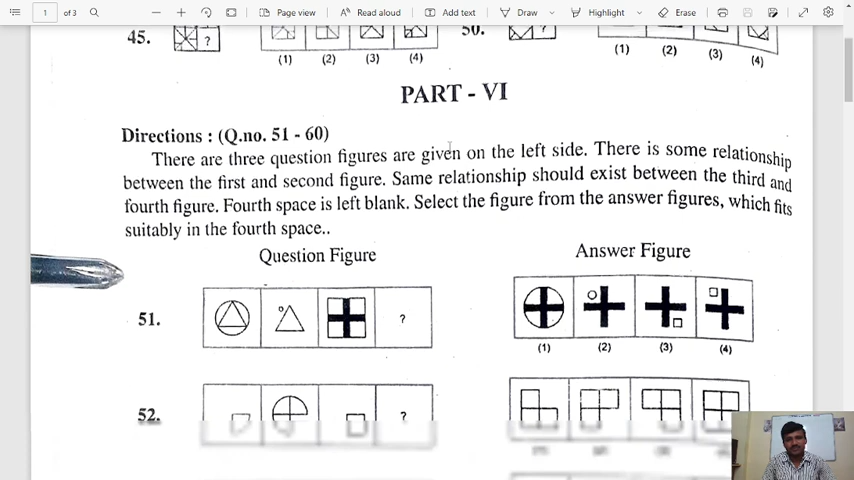 1 of 3
Page view
Read aloud
Add text
Draw
Highlight
Erase
45. ?
50. ?
(1) (2) (3) (4)
(1) (2) (3) (4)
PART - VI
Directions : (Q.no. 51 - 60)
There are three question figures are given on the left side. There is some relationship
between the first and second figure. Same relationship should exist between the third and
fourth figure. Fourth space is left blank. Select the figure from the answer figures, which fits
suitably in the fourth space..
Question Figure
Answer Figure
51. ?
(1) (2) (3) (4)
52. ?